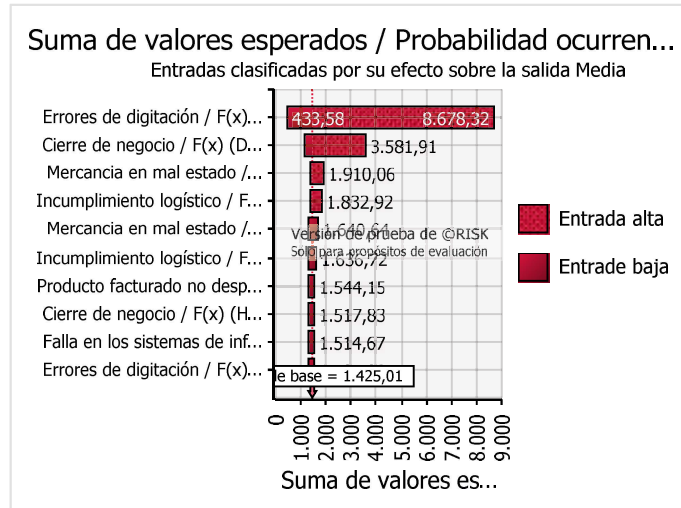 Suma de valores esperados / Probabilidad ocurren...
Entradas clasificadas por su efecto sobre la salida Media
Errores de digitación / F(x)...
433,58
8.678,32
Cierre de negocio / F(x) (D...
3.581,91
Mercancia en mal estado /...
1.910,06
Incumplimiento logístico / F...
1.832,92
Mercancia en mal estado /...
1.640,64
Versión de prueba de @RISK
Solo para propósitos de evaluación
Incumplimiento logístico / F...
1.636,72
Producto facturado no desp...
1.544,15
Cierre de negocio / F(x) (H...
1.517,83
Falla en los sistemas de inf...
1.514,67
Errores de digitación / F(x)...
e base = 1.425,01
Entrada alta
Entrade baja
0
1.000
2.000
3.000
4.000
5.000
6.000
7.000
8.000
9.000
Suma de valores es...